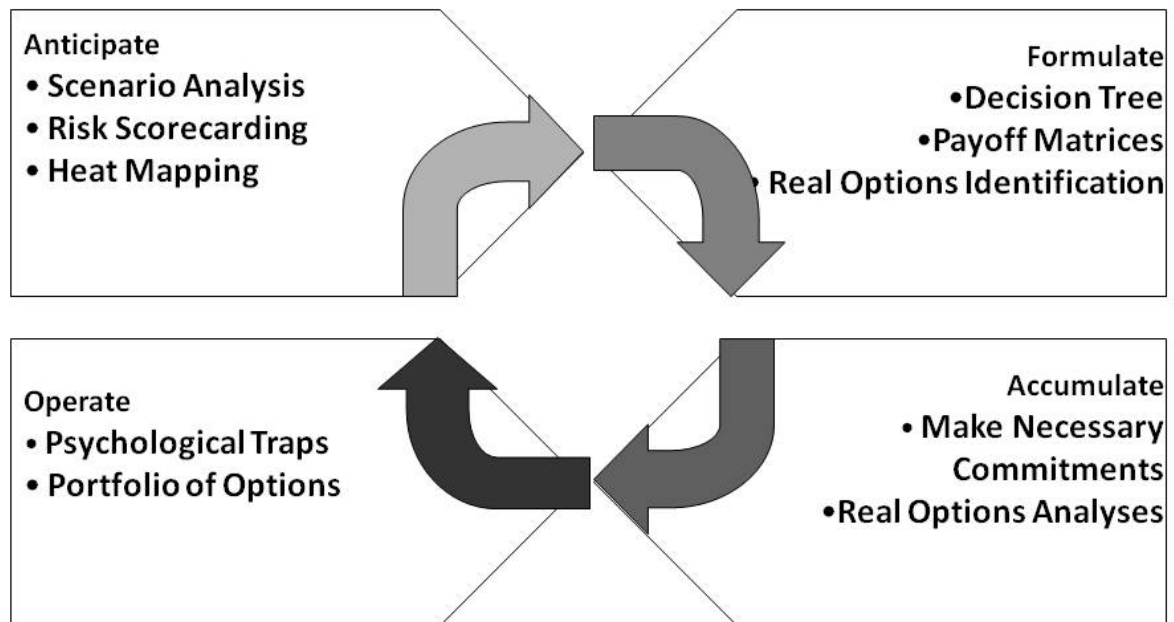 Anticipate
• Scenario Analysis
• Risk Scorecarding
• Heat Mapping
Formulate
•Decision Tree
•Payoff Matrices
• Real Options Identification
Operate
• Psychological Traps
• Portfolio of Options
Accumulate
• Make Necessary
Commitments
•Real Options Analyses